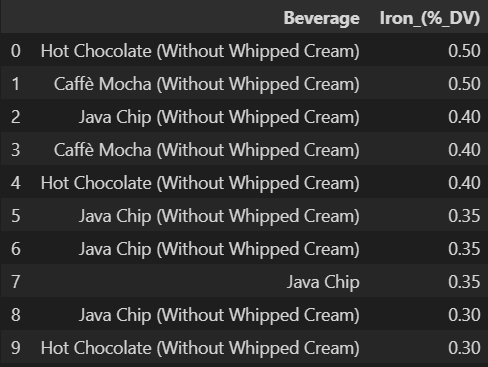 Beverage Iron_(%_DV)
0 Hot Chocolate (Without Whipped Cream) 0.50
1 Caffè Mocha (Without Whipped Cream) 0.50
2 Java Chip (Without Whipped Cream) 0.40
3 Caffè Mocha (Without Whipped Cream) 0.40
4 Hot Chocolate (Without Whipped Cream) 0.40
5 Java Chip (Without Whipped Cream) 0.35
6 Java Chip (Without Whipped Cream) 0.35
7 Java Chip 0.35
8 Java Chip (Without Whipped Cream) 0.30
9 Hot Chocolate (Without Whipped Cream) 0.30